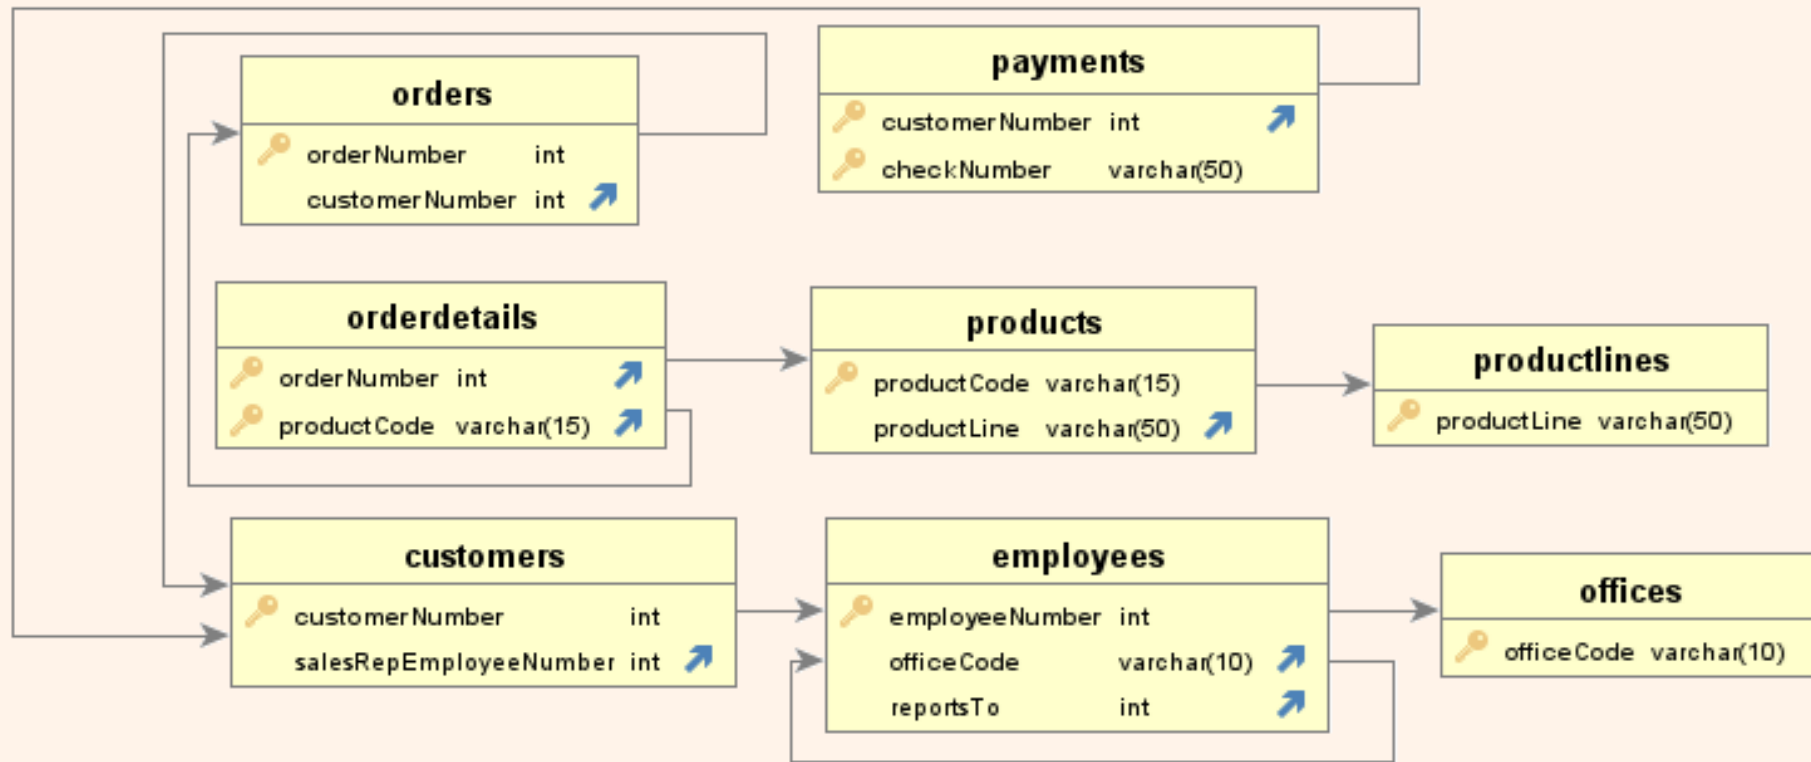 orders
orderNumber int
customerNumber int
payments
customerNumber int
checkNumber varchar(50)
orderdetails
orderNumber int
productCode varchar(15)
products
productCode varchar(15)
productLine varchar(50)
productlines
productLine varchar(50)
customers
customerNumber int
salesRepEmployeeNumber int
employees
employeeNumber int
officeCode varchar(10)
reportsTo int
offices
officeCode varchar(10)